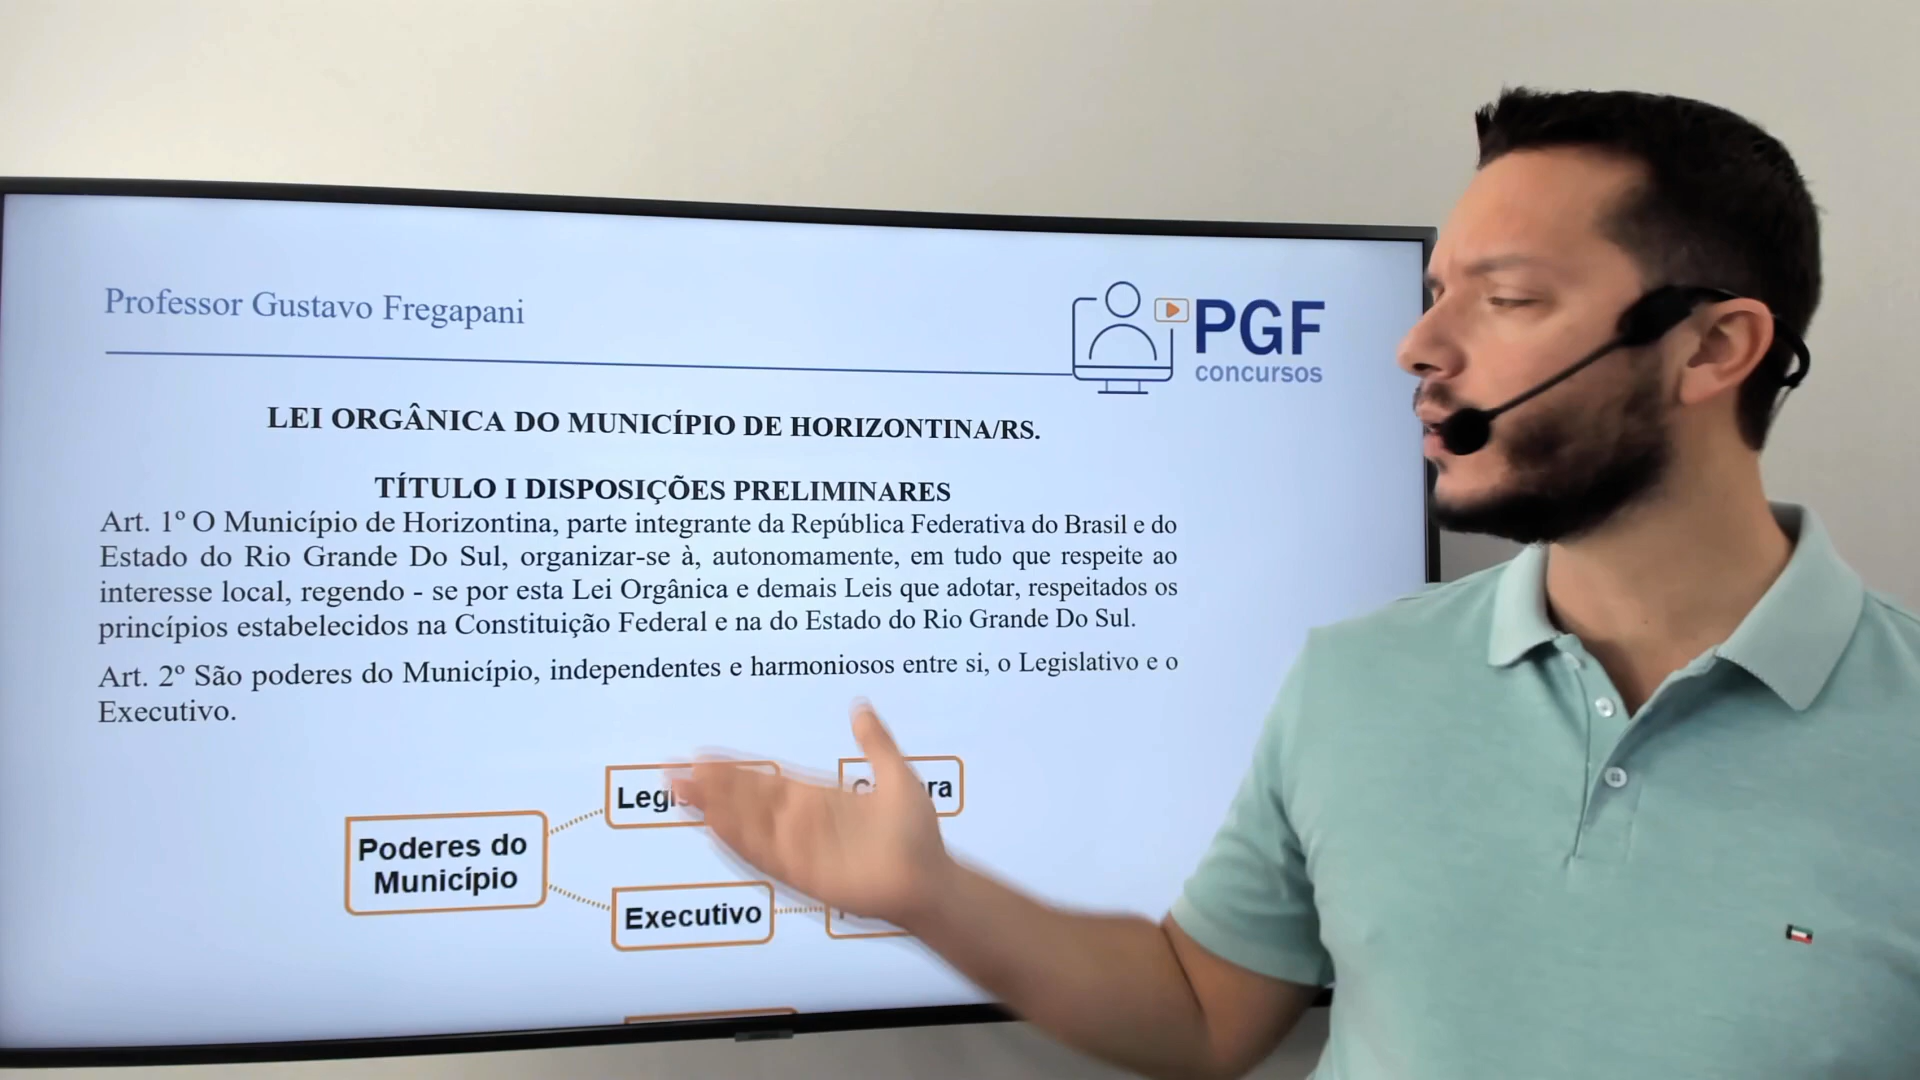 Professor Gustavo Fregapani
PGF
concursos
LEI ORGÂNICA DO MUNICÍPIO DE HORIZONTINA/RS.
TÍTULO I DISPOSIÇÕES PRELIMINARES
Art. 1º O Município de Horizontina, parte integrante da República Federativa do Brasil e do
Estado do Rio Grande Do Sul, organizar-se à, autonomamente, em tudo que respeite ao
interesse local, regendo - se por esta Lei Orgânica e demais Leis que adotar, respeitados os
princípios estabelecidos na Constituição Federal e na do Estado do Rio Grande Do Sul.
Art. 2º São poderes do Município, independentes e harmoniosos entre si, o Legislativo e o
Executivo.
Poderes do
Município
Executivo